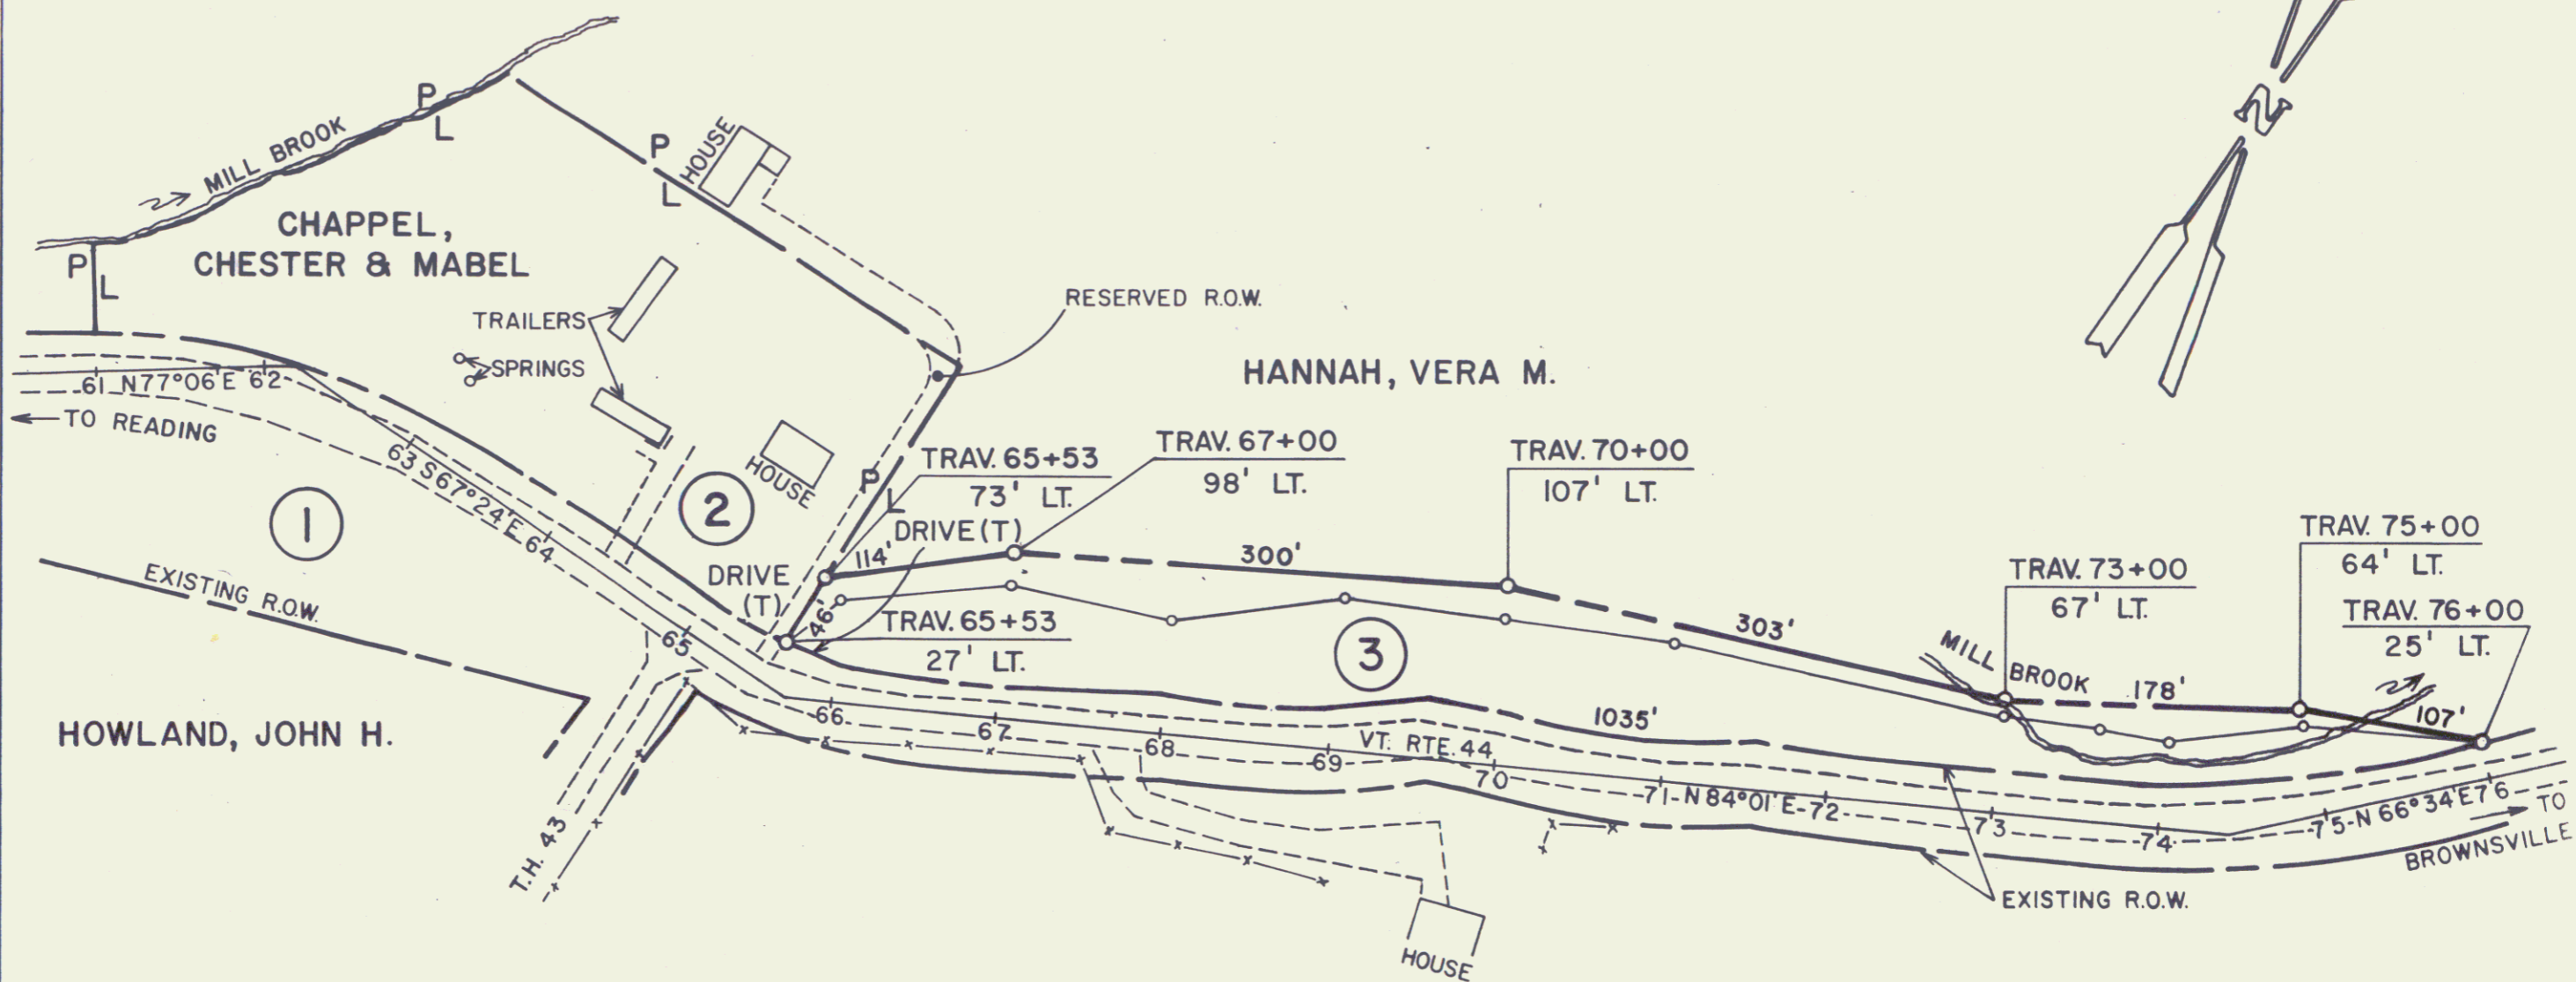 N
P
L
MILL BROOK
P
L
HOUSE
CHAPPEL,
CHESTER & MABEL
P
L
TRAILERS
SPRINGS
RESERVED R.O.W.
HANNAH, VERA M.
61 N77°06'E 62
TO READING
63 S67°24'E 64
65
1
EXISTING R.O.W.
HOWLAND, JOHN H.
T.H. 43
2
HOUSE
P
L
DRIVE
(T)
DRIVE (T)
TRAV. 65+53
73' LT.
TRAV. 67+00
98' LT.
TRAV. 70+00
107' LT.
TRAV. 73+00
67' LT.
TRAV. 75+00
64' LT.
TRAV. 76+00
25' LT.
TRAV. 65+53
27' LT.
114'
46'
300'
303'
178'
107'
1035'
3
MILL BROOK
VT. RTE. 44
66
67
68
69
70
71-N 84°01'E-72
73
74
75-N 66°34'E 76
TO
BROWNSVILLE
EXISTING R.O.W.
HOUSE